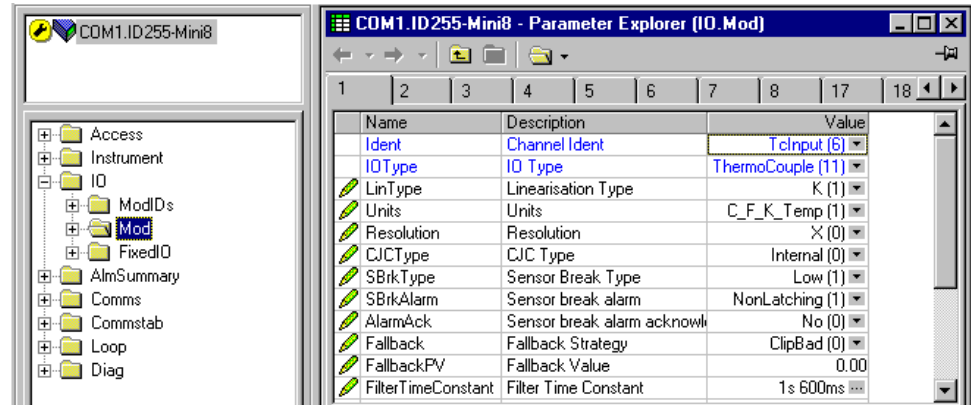 COM1.ID255-Mini8
Access
Instrument
IO
ModIDs
Mod
FixedIO
AlmSummary
Comms
Commstab
Loop
Diag
COM1.ID255-Mini8 - Parameter Explorer (IO.Mod)
1 2 3 4 5 6 7 8 17 18
Name Description Value
Ident Channel Ident TcInput (6)
IOType IO Type ThermoCouple (11)
LinType Linearisation Type K (1)
Units Units C_F_K_Temp (1)
Resolution Resolution X (0)
CJCType CJC Type Internal (0)
SBrkType Sensor Break Type Low (1)
SBrkAlarm Sensor break alarm NonLatching (1)
AlarmAck Sensor break alarm acknowl No (0)
Fallback Fallback Strategy ClipBad (0)
FallbackPV Fallback Value 0.00
FilterTimeConstant Filter Time Constant 1s 600ms ...